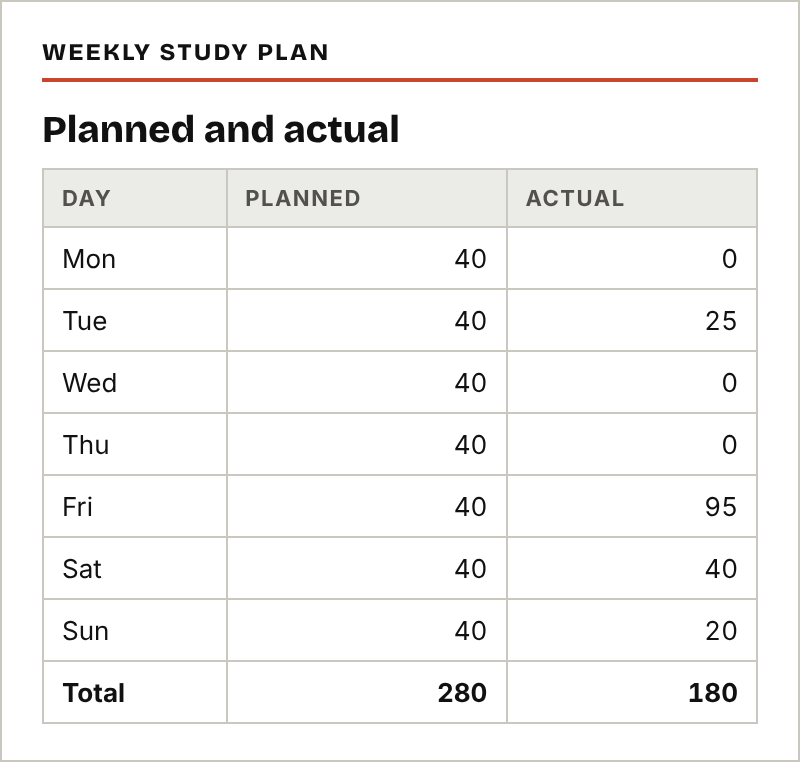 WEEKLY STUDY PLAN
Planned and actual
DAY PLANNED ACTUAL
Mon 40 0
Tue 40 25
Wed 40 0
Thu 40 0
Fri 40 95
Sat 40 40
Sun 40 20
Total 280 180